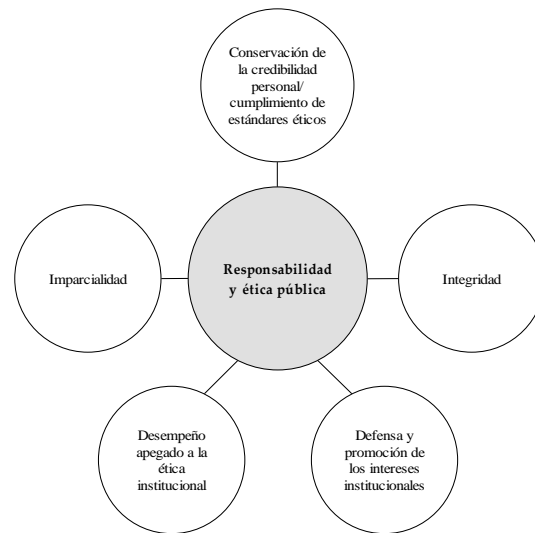 Conservación de
la credibilidad
personal/
cumplimiento de
estándares éticos
Imparcialidad
Responsabilidad
y ética pública
Integridad
Desempeño
apegado a la
ética
institucional
Defensa y
promoción de
los intereses
institucionales